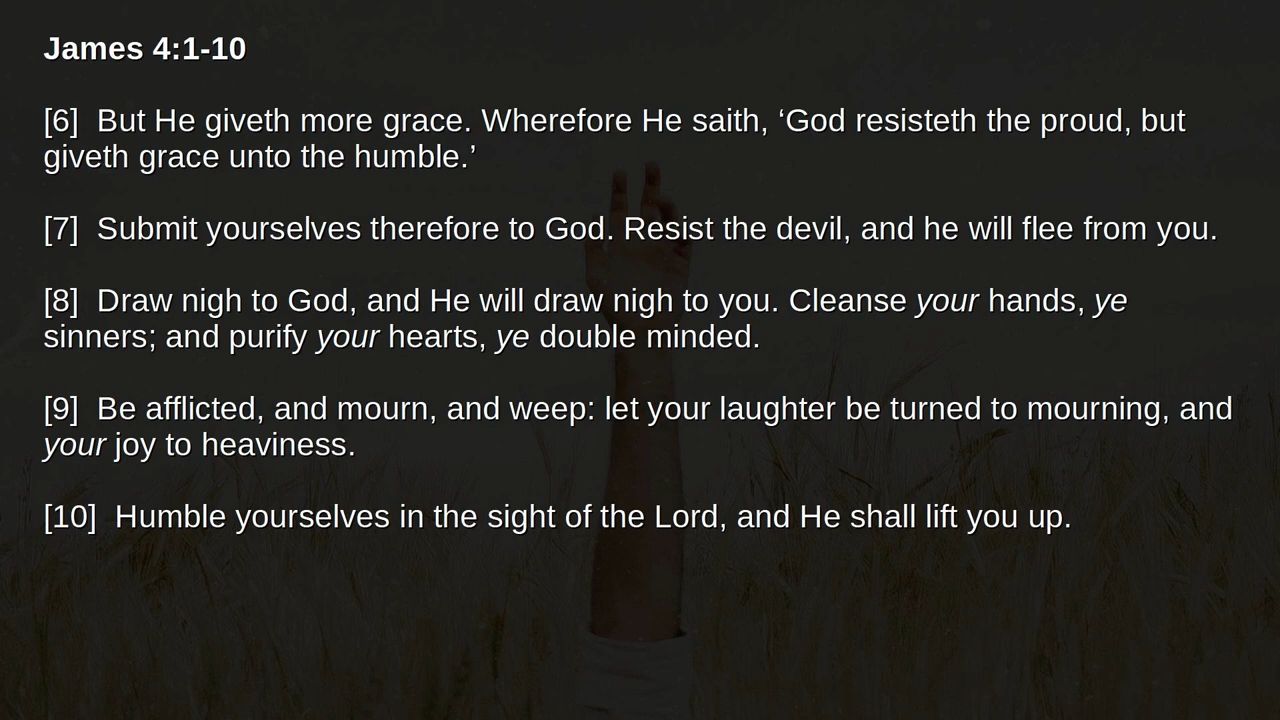 James 4:1-10
[6]  But He giveth more grace. Wherefore He saith, ‘God resisteth the proud, but
giveth grace unto the humble.’
[7]  Submit yourselves therefore to God. Resist the devil, and he will flee from you.
[8]  Draw nigh to God, and He will draw nigh to you. Cleanse your hands, ye
sinners; and purify your hearts, ye double minded.
[9]  Be afflicted, and mourn, and weep: let your laughter be turned to mourning, and
your joy to heaviness.
[10]  Humble yourselves in the sight of the Lord, and He shall lift you up.